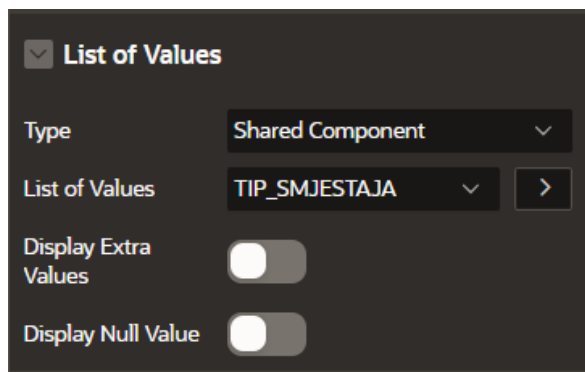 List of Values
Type
Shared Component
List of Values
TIP_SMJESTAJA
Display Extra
Values
Display Null Value